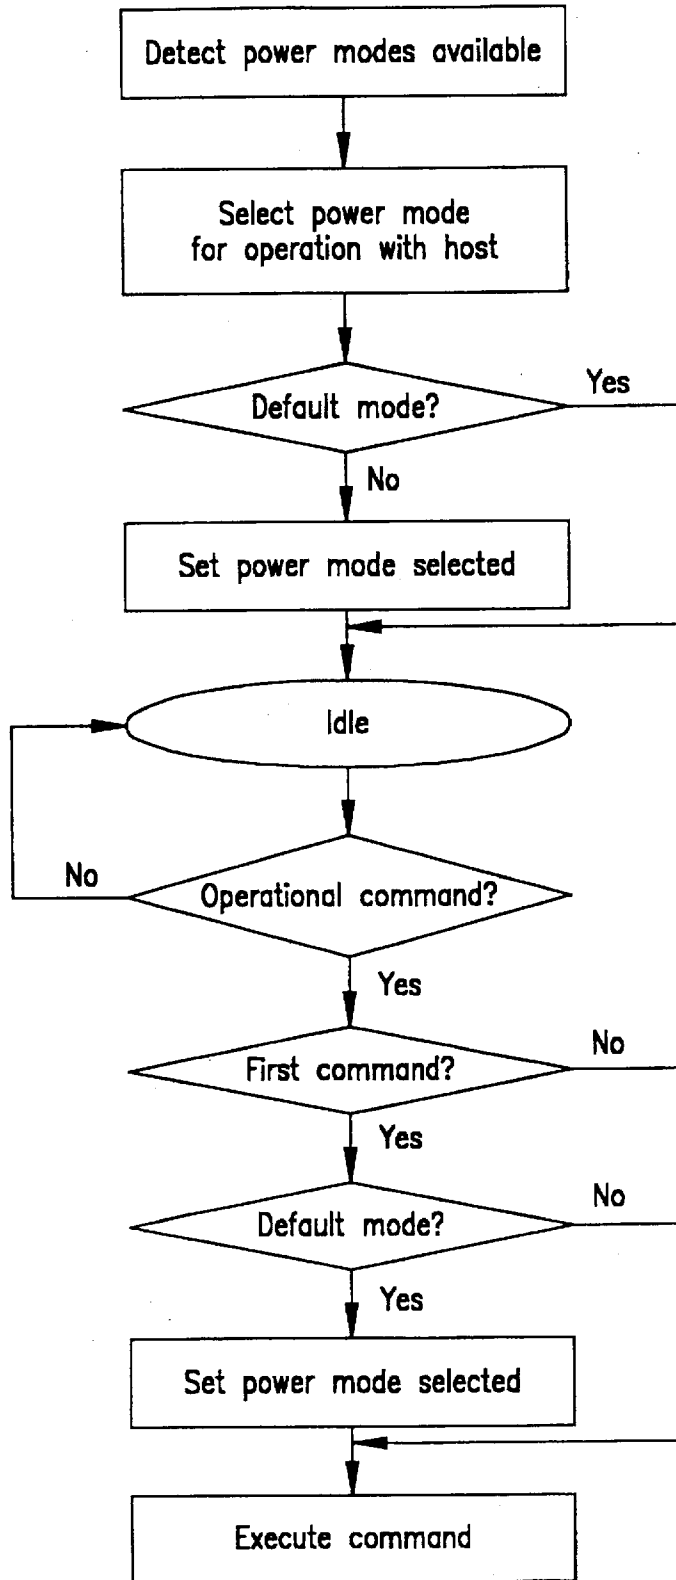 Detect power modes available
Select power mode
for operation with host
Default mode?
Yes
No
Set power mode selected
Idle
No
Operational command?
Yes
First command?
No
Yes
Default mode?
No
Yes
Set power mode selected
Execute command